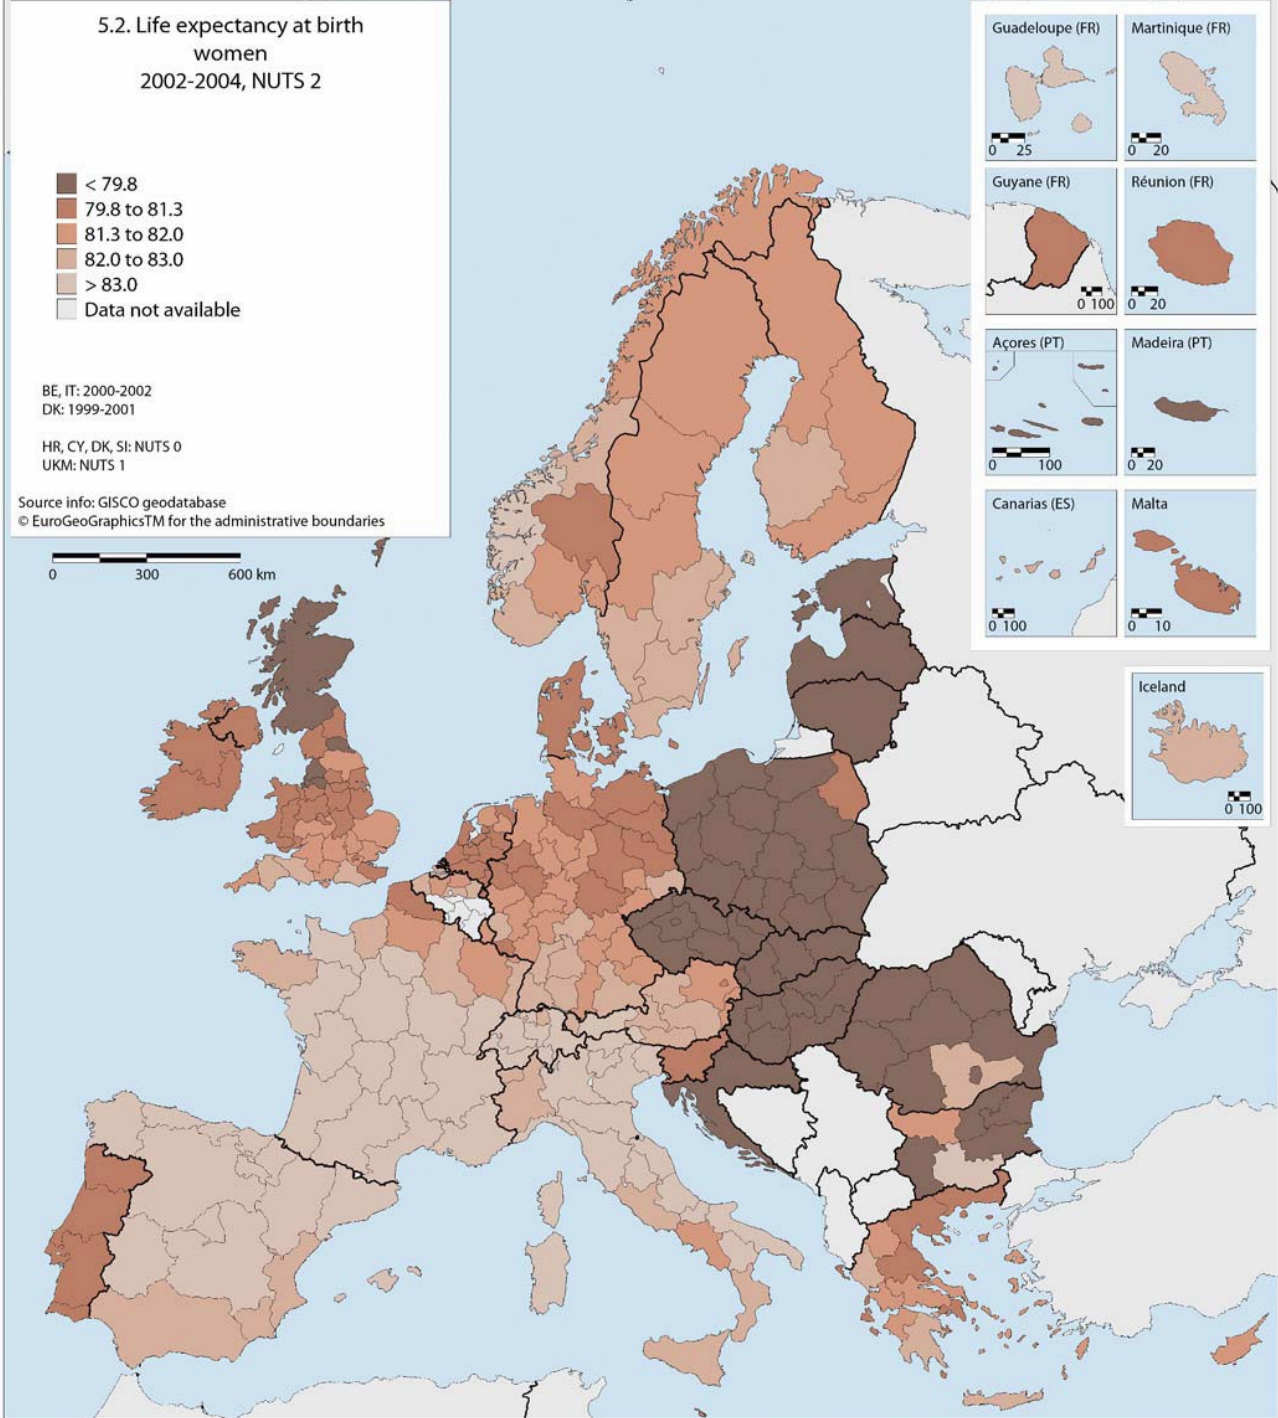 5.2. Life expectancy at birth
women
2002-2004, NUTS 2
< 79.8
79.8 to 81.3
81.3 to 82.0
82.0 to 83.0
> 83.0
Data not available
BE, IT: 2000-2002
DK: 1999-2001
HR, CY, DK, SI: NUTS 0
UKM: NUTS 1
Source info: GISCO geodatabase
© EuroGeoGraphicsTM for the administrative boundaries
0 300 600 km
Guadeloupe (FR)
0 25
Martinique (FR)
0 20
Guyane (FR)
0 100
Réunion (FR)
0 20
Açores (PT)
0 100
Madeira (PT)
0 20
Canarias (ES)
0 100
Malta
0 10
Iceland
0 100